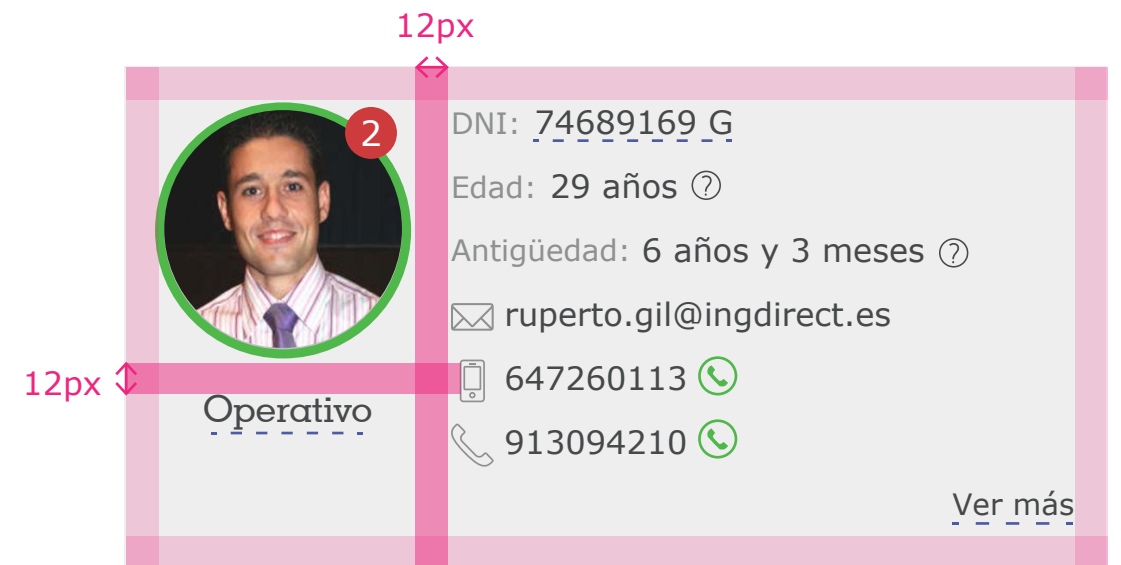 12px
2
DNI: 74689169 G
Edad: 29 años ?
Antigüedad: 6 años y 3 meses ?
ruperto.gil@ingdirect.es
12px
647260113
Operativo
913094210
Ver más